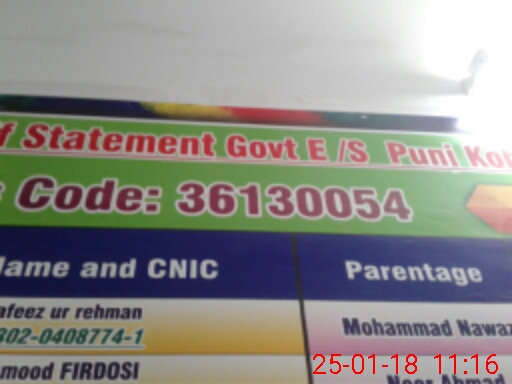 f Statement Govt E /S Puni Kot
s Code: 36130054
Name and CNIC Parentage
afeez ur rehman
302-0408774-1
Mohammad Nawaz
mood FIRDOSI
25-01-18 11:16